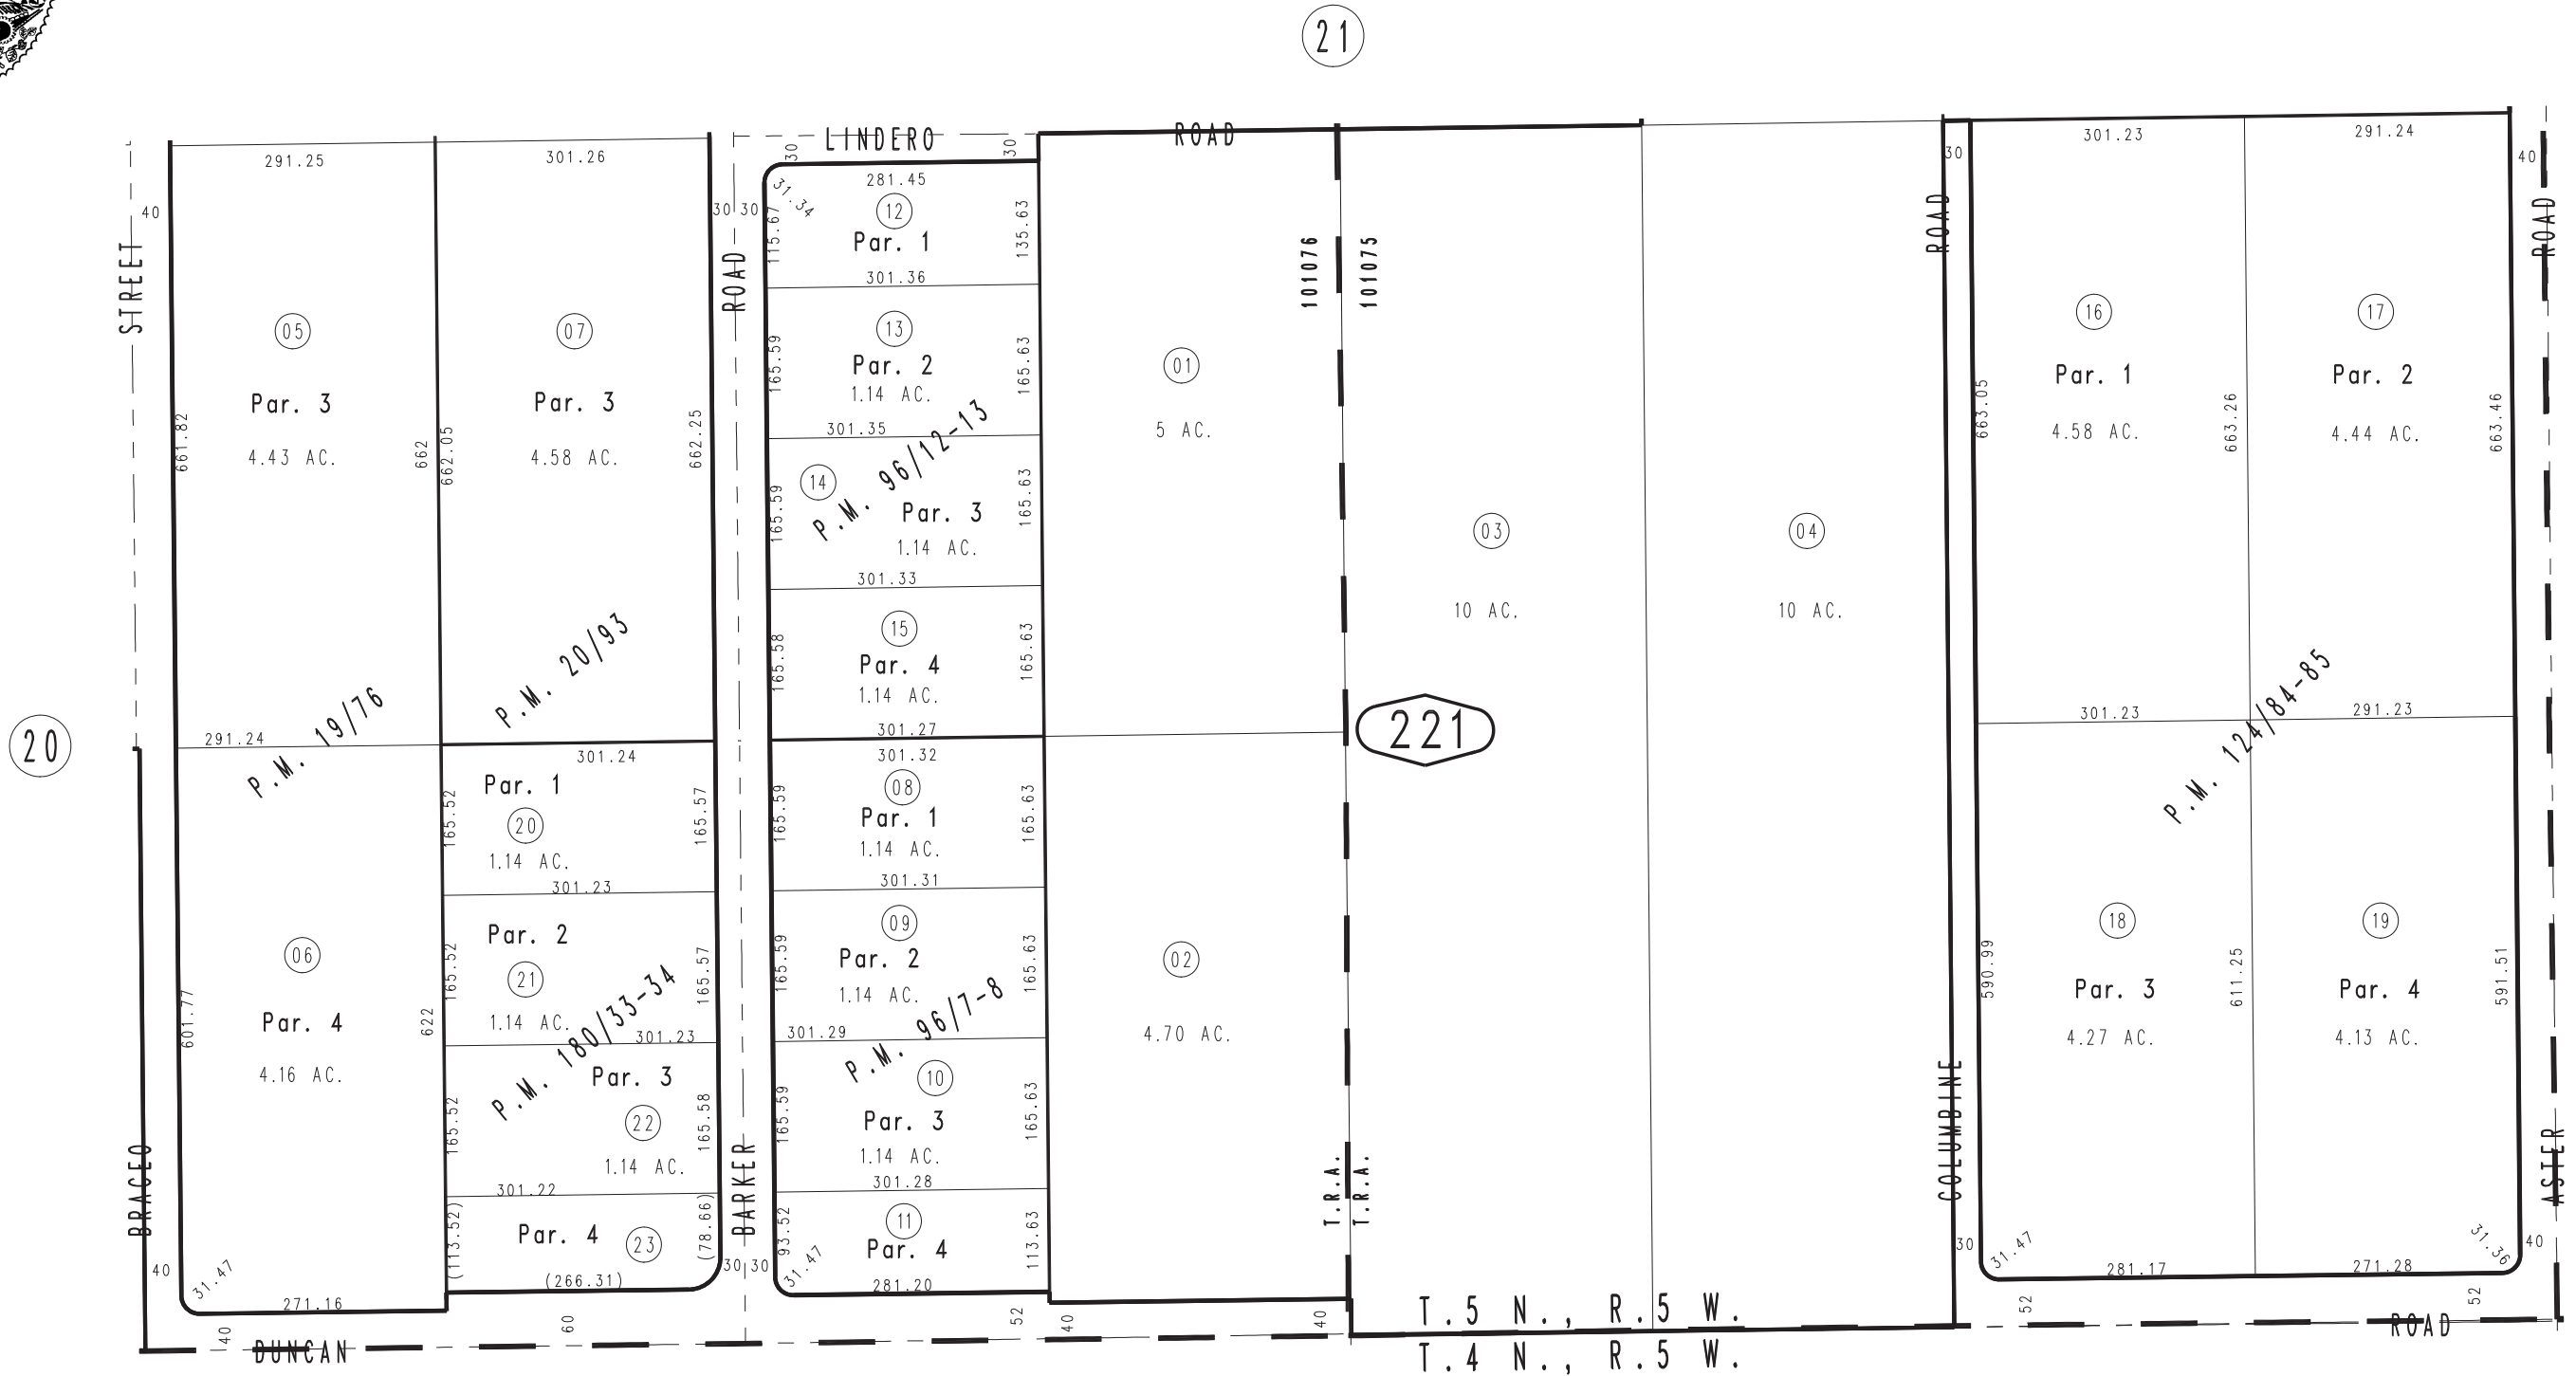 21
LINDERO ROAD
291.25
301.26
30
30
281.45
31.34
12
Par. 1
115.67
135.63
301.36
40
STREET
30 30
ROAD
05
Par. 3
4.43 AC.
661.82
662
07
Par. 3
4.58 AC.
662.05
662.25
13
Par. 2
1.14 AC.
165.59
165.63
301.35
P.M. 96/12-13
14
Par. 3
1.14 AC.
165.59
165.63
301.33
15
Par. 4
1.14 AC.
165.58
165.63
301.27
01
5 AC.
101076
101075
03
10 AC.
04
10 AC.
221
30
ROAD
301.23
291.24
40
ROAD
16
Par. 1
4.58 AC.
663.05
663.26
17
Par. 2
4.44 AC.
663.46
301.23
291.23
P.M. 124/84-85
P.M. 20/93
P.M. 19/76
20
291.24
301.24
Par. 1
20
1.14 AC.
165.52
165.57
301.23
Par. 2
21
1.14 AC.
165.52
165.57
301.23
P.M. 180/33-34
Par. 3
22
1.14 AC.
165.52
165.58
301.22
Par. 4
23
(113.52)
(78.66)
(266.31)
06
Par. 4
4.16 AC.
601.77
622
31.47
271.16
BRACEO
40
301.32
08
Par. 1
1.14 AC.
165.59
165.63
301.31
09
Par. 2
1.14 AC.
165.59
165.63
301.29
P.M. 96/7-8
10
Par. 3
1.14 AC.
165.59
165.63
301.28
11
Par. 4
93.52
113.63
31.47
281.20
BARKER
30 30
02
4.70 AC.
T.R.A.
T.R.A.
COLUMBINE
30
18
Par. 3
4.27 AC.
590.99
611.25
31.47
281.17
19
Par. 4
4.13 AC.
591.51
31.36
271.28
ASTER
40
40
60
52
40
40
52
52
T.5 N., R.5 W.
T.4 N., R.5 W.
DUNCAN ROAD